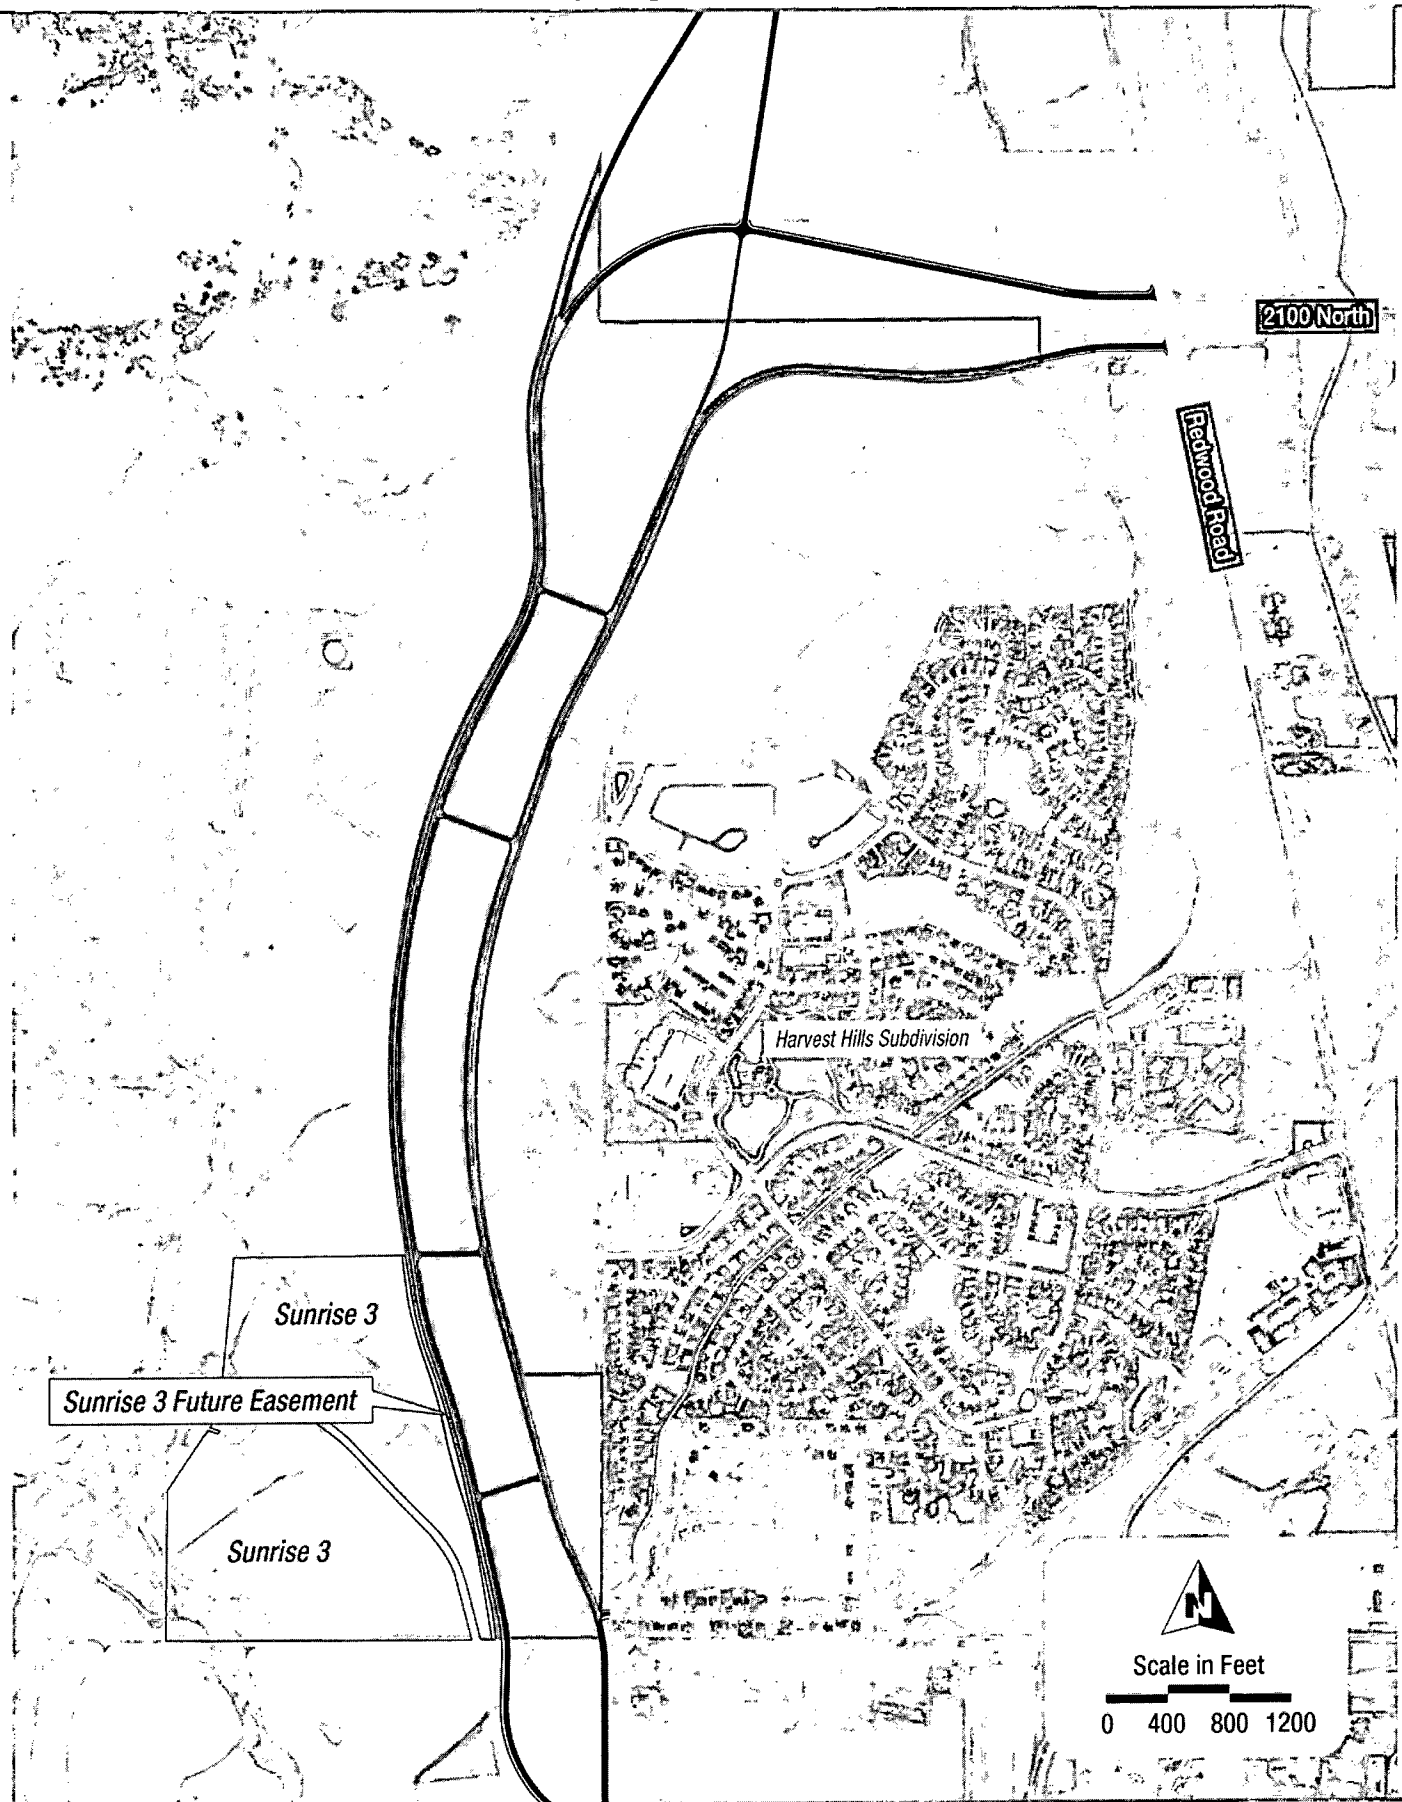 2100 North
Redwood Road
Harvest Hills Subdivision
Sunrise 3
Sunrise 3 Future Easement
Sunrise 3
N
Scale in Feet
0 400 800 1200